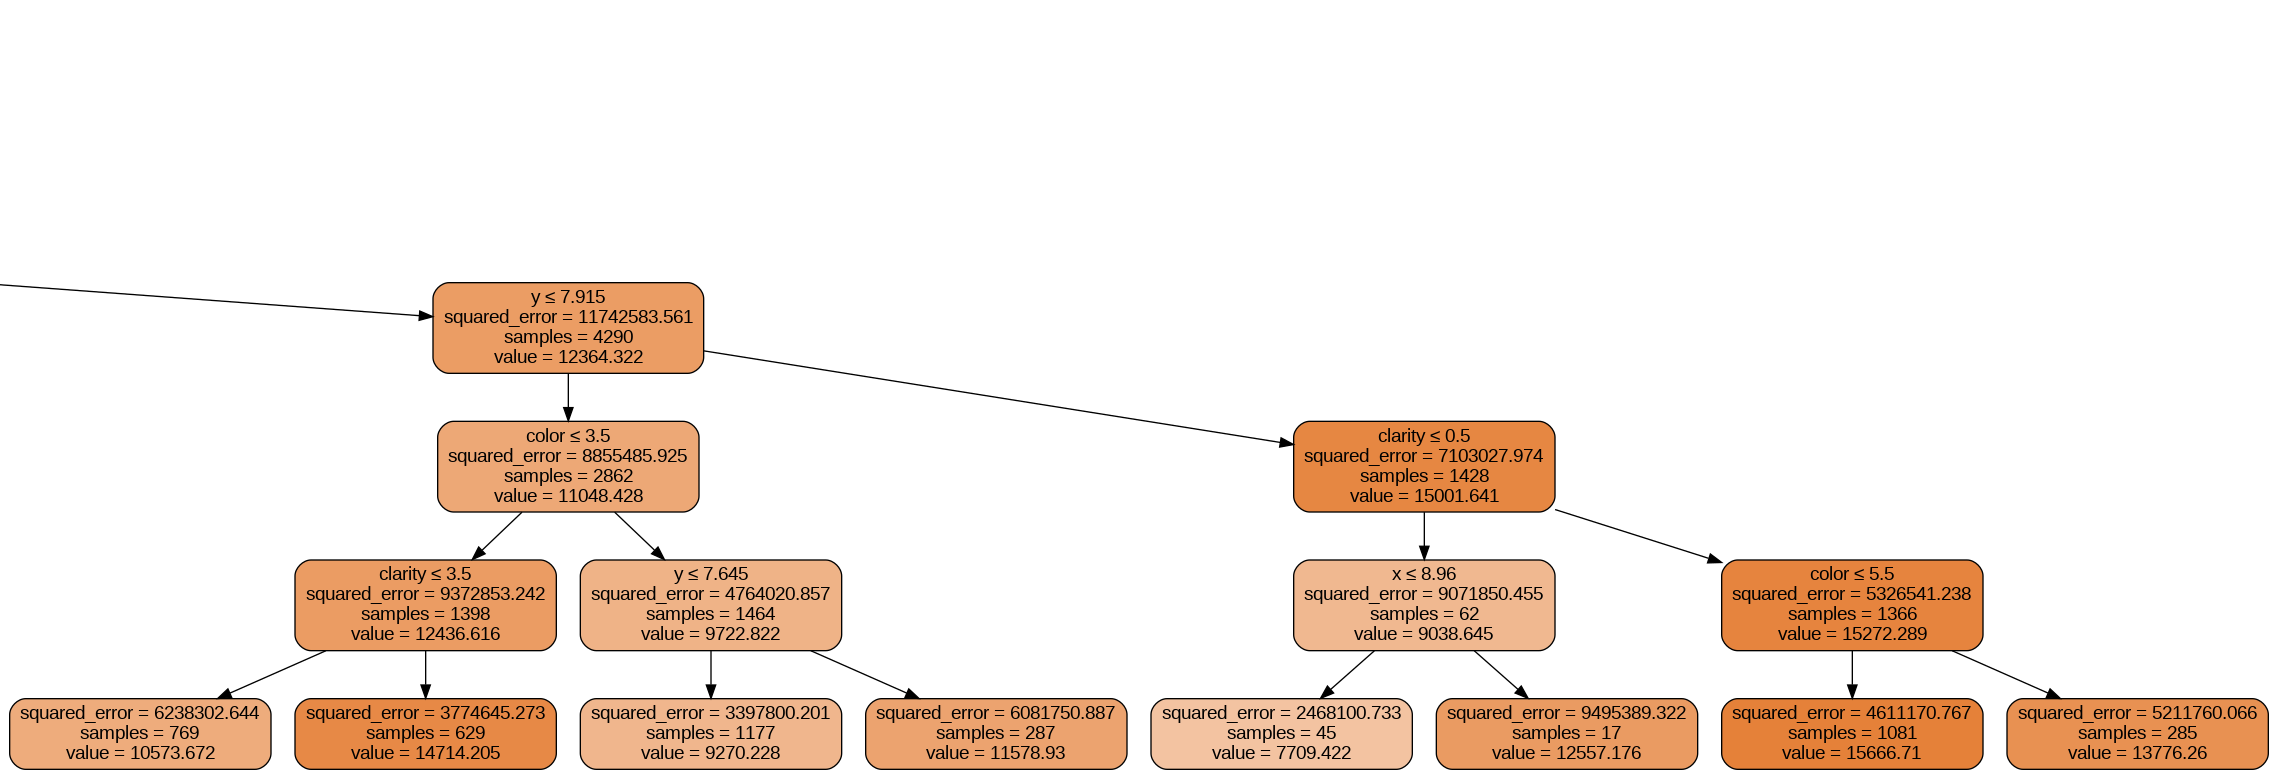 y ≤ 7.915
squared_error = 11742583.561
samples = 4290
value = 12364.322
color ≤ 3.5
squared_error = 8855485.925
samples = 2862
value = 11048.428
clarity ≤ 0.5
squared_error = 7103027.974
samples = 1428
value = 15001.641
clarity ≤ 3.5
squared_error = 9372853.242
samples = 1398
value = 12436.616
y ≤ 7.645
squared_error = 4764020.857
samples = 1464
value = 9722.822
x ≤ 8.96
squared_error = 9071850.455
samples = 62
value = 9038.645
color ≤ 5.5
squared_error = 5326541.238
samples = 1366
value = 15272.289
squared_error = 6238302.644
samples = 769
value = 10573.672
squared_error = 3774645.273
samples = 629
value = 14714.205
squared_error = 3397800.201
samples = 1177
value = 9270.228
squared_error = 6081750.887
samples = 287
value = 11578.93
squared_error = 2468100.733
samples = 45
value = 7709.422
squared_error = 9495389.322
samples = 17
value = 12557.176
squared_error = 4611170.767
samples = 1081
value = 15666.71
squared_error = 5211760.066
samples = 285
value = 13776.26